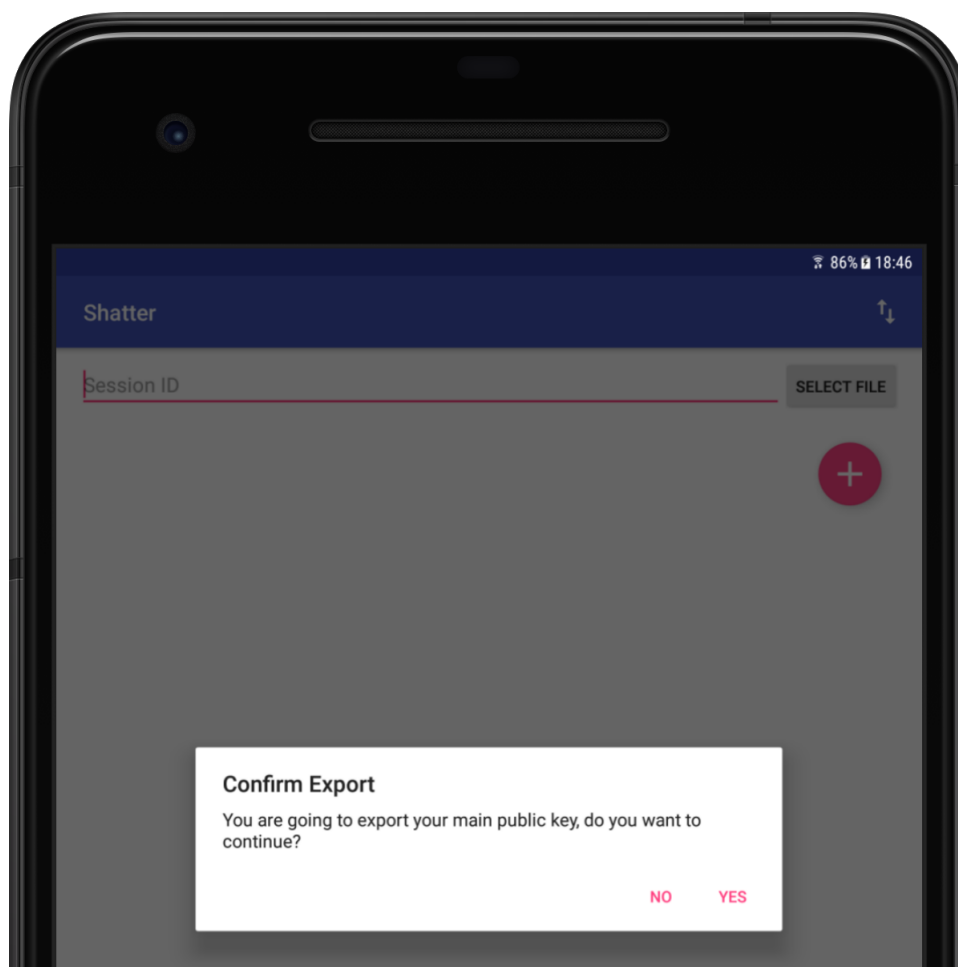 86% 18:46
Shatter
Session ID
SELECT FILE
Confirm Export
You are going to export your main public key, do you want to
continue?
NO YES